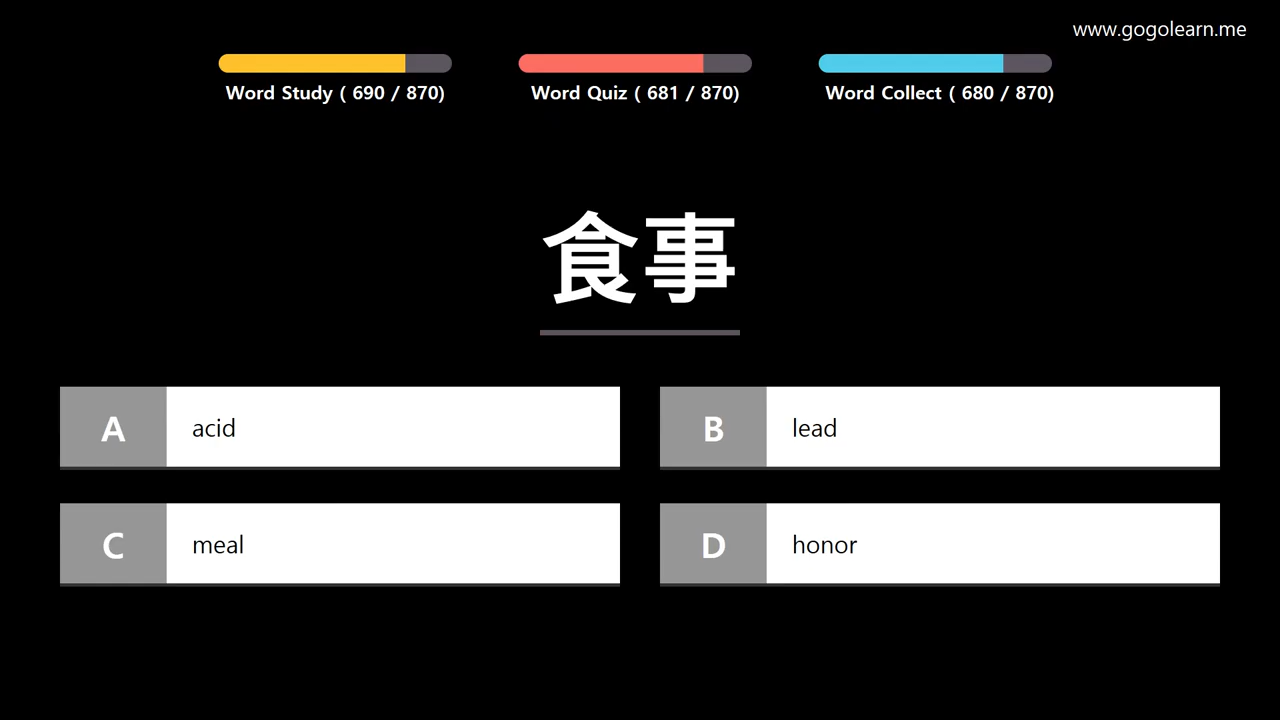 www.gogolearn.me
Word Study ( 690 / 870)
Word Quiz ( 681 / 870)
Word Collect ( 680 / 870)
食事
A acid
B lead
C meal
D honor